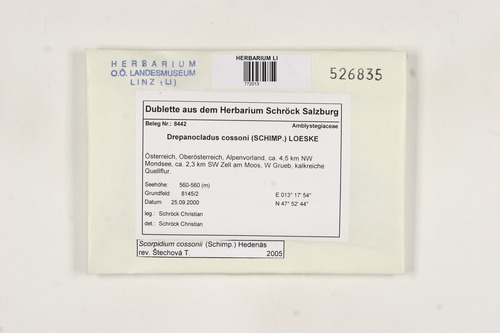 HERBARIUM
O.Ö. LANDESMUSEUM
LINZ (LI)
HERBARIUM LI
772013
526835
Dublette aus dem Herbarium Schröck Salzburg
Beleg Nr.: 8442 Amblystegiaceae
Drepanocladus cossoni (SCHIMP.) LOESKE
Österreich, Oberösterreich, Alpenvorland, ca. 4,5 km NW
Mondsee, ca. 2,3 km SW Zell am Moos, W Grueb, kalkreiche
Quellflur.
Seehöhe: 560-560 (m)
Grundfeld: 8145/2 E 013° 17' 54"
Datum: 25.09.2000 N 47° 52' 44"
leg.: Schröck Christian
det.: Schröck Christian
Scorpidium cossonii (Schimp.) Hedenäs
rev. Štechová T. 2005